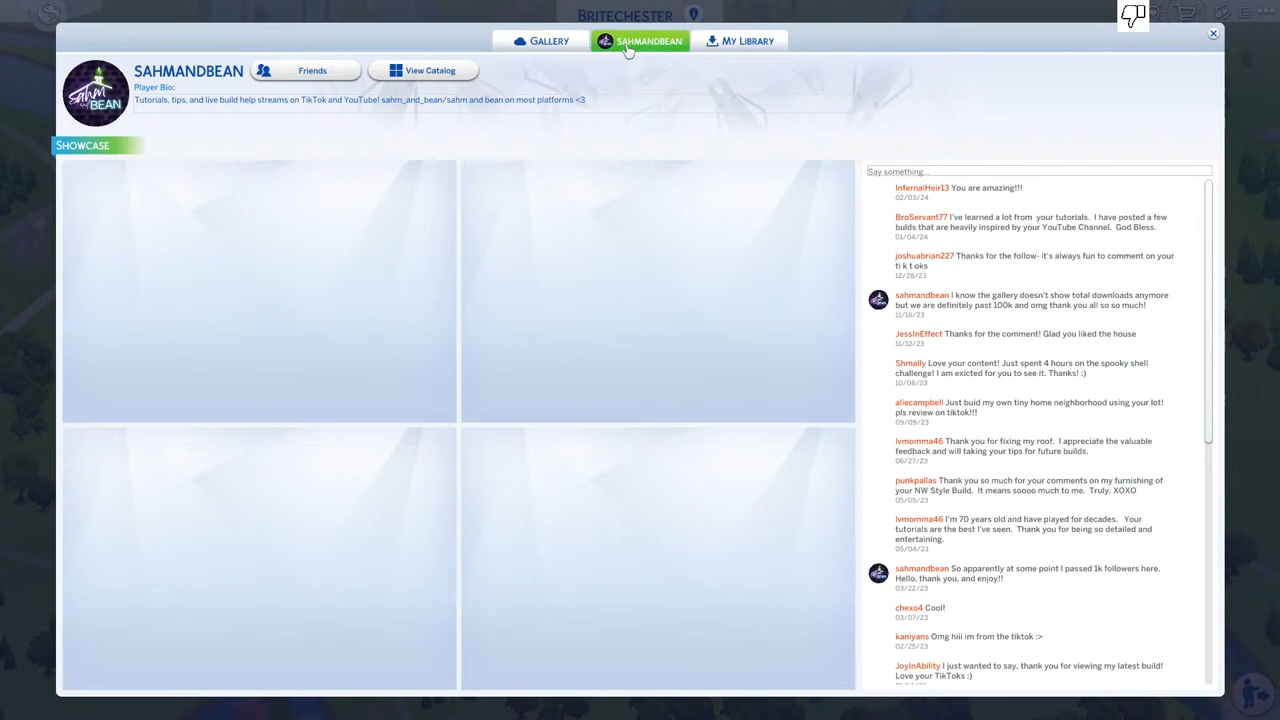 BRITECHESTER
GALLERY
SAHMANDBEAN
MY LIBRARY
SAHMANDBEAN
Friends
View Catalog
Player Bio:
Tutorials, tips, and live build help streams on TikTok and YouTube! sahm_and_bean/sahm and bean on most platforms <3
sahm
and BEAN
SHOWCASE
Say something...
InfernalHeir13 You are amazing!!!
02/03/24
BroServant77 I've learned a lot from your tutorials. I have posted a few
bulds that are heavily inspired by your YouTube Channel. God Bless.
01/04/24
joshuabrian227 Thanks for the follow- it's always fun to comment on your
ti k t oks
12/28/23
sahmandbean I know the gallery doesn't show total downloads anymore
but we are definitely past 100k and omg thank you all so so much!
11/16/23
JessInEffect Thanks for the comment! Glad you liked the house
11/12/23
Shmally Love your content! Just spent 4 hours on the spooky shell
challenge! I am exicted for you to see it. Thanks! :)
10/08/23
aliecampbell Just buid my own tiny home neighborhood using your lot!
pls review on tiktok!!!
09/09/23
lvmomma46 Thank you for fixing my roof. I appreciate the valuable
feedback and will taking your tips for future builds.
06/27/23
punkpallas Thank you so much for your comments on my furnishing of
your NW Style Build. It means soooo much to me. Truly. XOXO
05/05/23
lvmomma46 I'm 70 years old and have played for decades. Your
tutorials are the best I've seen. Thank you for being so detailed and
entertaining.
05/04/23
sahmandbean So apparently at some point I passed 1k followers here.
Hello, thank you, and enjoy!!
03/22/23
chexo4 Cool!
03/07/23
kaniyans Omg hiii im from the tiktok :>
02/25/23
JoyInAbility I just wanted to say, thank you for viewing my latest build!
Love your TikToks :)